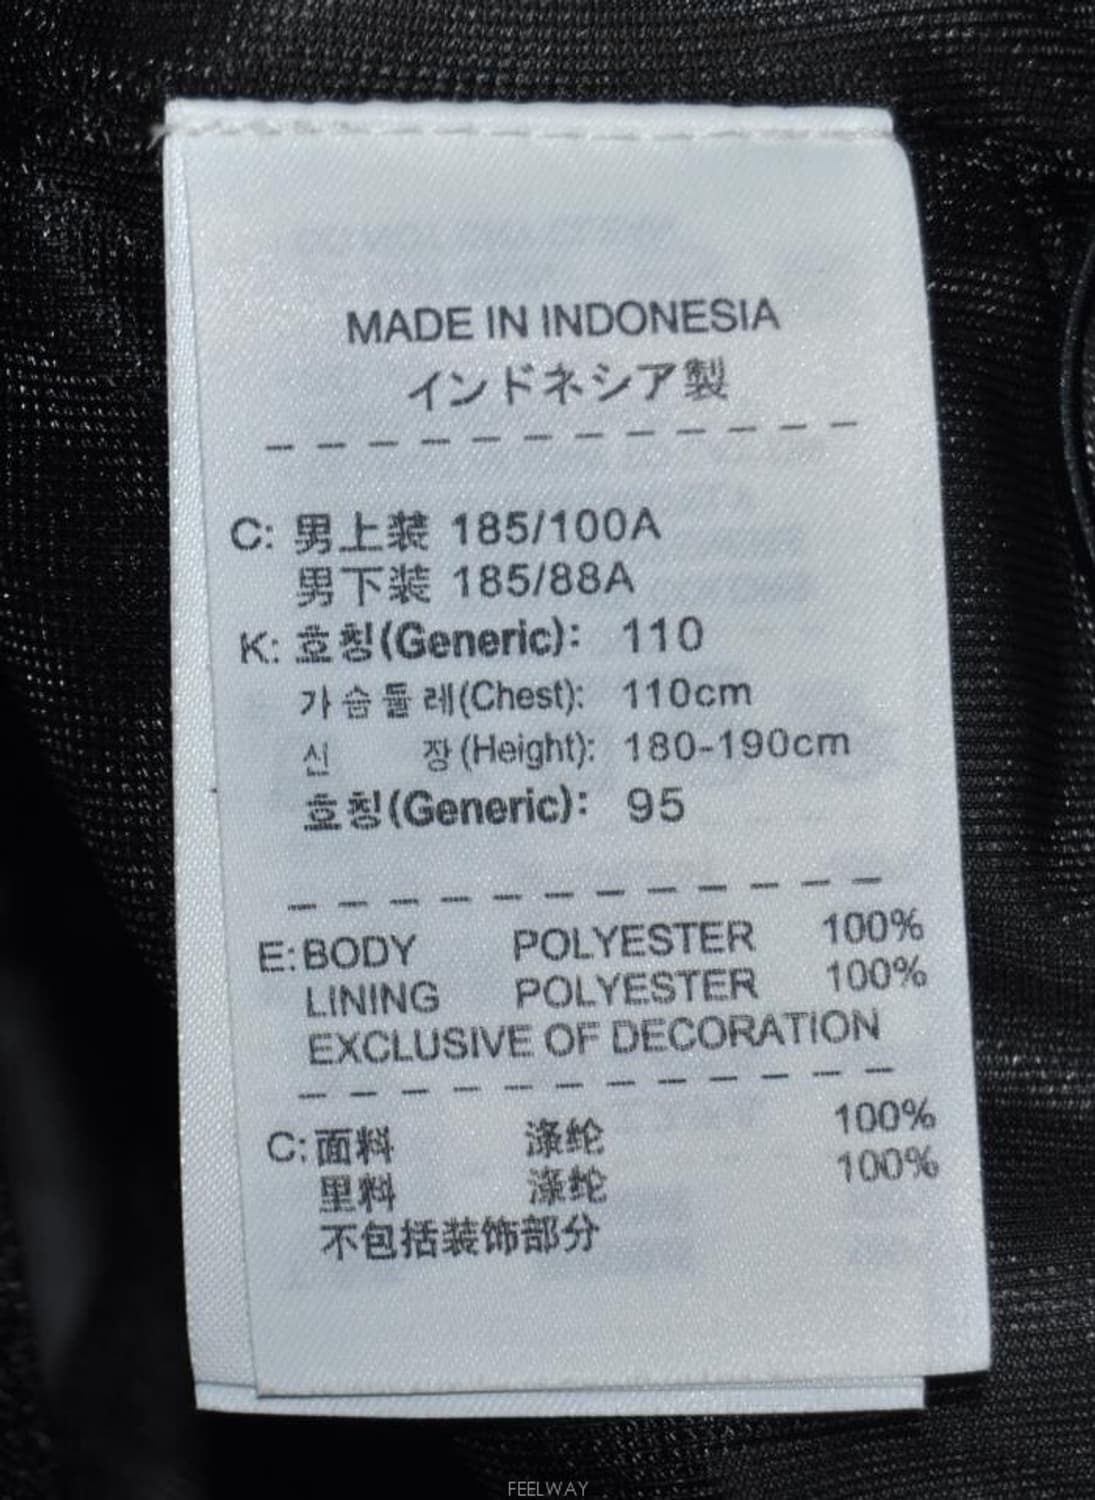 MADE IN INDONESIA
インドネシア製
C: 男上装 185/100A
男下装 185/88A
K: 호칭(Generic): 110
가슴둘레(Chest): 110cm
신 장(Height): 180-190cm
호칭(Generic): 95
E: BODY POLYESTER 100%
LINING POLYESTER 100%
EXCLUSIVE OF DECORATION
C: 面料 涤纶 100%
里料 涤纶 100%
不包括装饰部分
FEELWAY